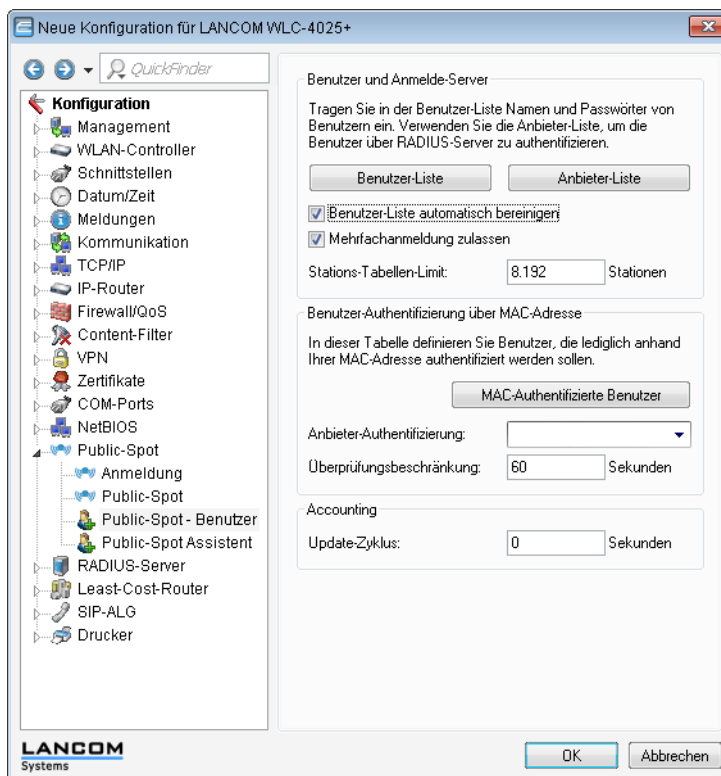 Neue Konfiguration für LANCOM WLC-4025+
QuickFinder
Konfiguration
Management
WLAN-Controller
Schnittstellen
Datum/Zeit
Meldungen
Kommunikation
TCP/IP
IP-Router
Firewall/QoS
Content-Filter
VPN
Zertifikate
COM-Ports
NetBIOS
Public-Spot
Anmeldung
Public-Spot
Public-Spot - Benutzer
Public-Spot Assistent
RADIUS-Server
Least-Cost-Router
SIP-ALG
Drucker
Benutzer und Anmelde-Server
Tragen Sie in der Benutzer-Liste Namen und Passwörter von
Benutzern ein. Verwenden Sie die Anbieter-Liste, um die
Benutzer über RADIUS-Server zu authentifizieren.
Benutzer-Liste Anbieter-Liste
Benutzer-Liste automatisch bereinigen
Mehrfachanmeldung zulassen
Stations-Tabellen-Limit: 8.192 Stationen
Benutzer-Authentifizierung über MAC-Adresse
In dieser Tabelle definieren Sie Benutzer, die lediglich anhand
Ihrer MAC-Adresse authentifiziert werden sollen.
MAC-Authentifizierte Benutzer
Anbieter-Authentifizierung:
Überprüfungsbeschränkung: 60 Sekunden
Accounting
Update-Zyklus: 0 Sekunden
LANCOM
Systems
OK Abbrechen